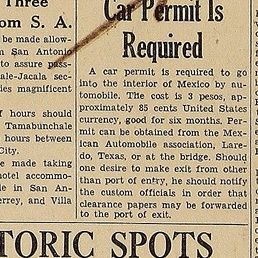 Three
om S. A.
be made allow-
m San Antonio
to assure pass-
ale-Jacala sec-
ies magnificent
f hours should
Tamabunchale
hours between
City.
e made taking
hotel accommo-
le in San An-
errey, and Villa
Car Permit Is
Required
A car permit is required to go
into the interior of Mexico by au-
tomobile. The cost is 3 pesos, ap-
proximately 85 cents United States
currency, good for six months. Per-
mit can be obtained from the Mex-
ican Automobile association, Lare-
do, Texas, or at the bridge. Should
one desire to make exit from other
than port of entry, he should notify
the custom officials in order that
clearance papers may be forwarded
to the port of exit.
TORIC SPOTS